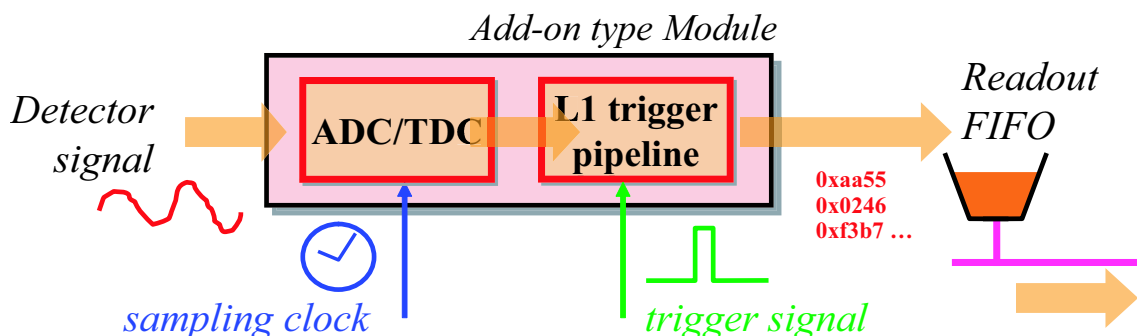 Add-on type Module
Detector
signal
ADC/TDC
L1 trigger
pipeline
Readout
FIFO
0xaa55
0x0246
0xf3b7 ...
sampling clock
trigger signal